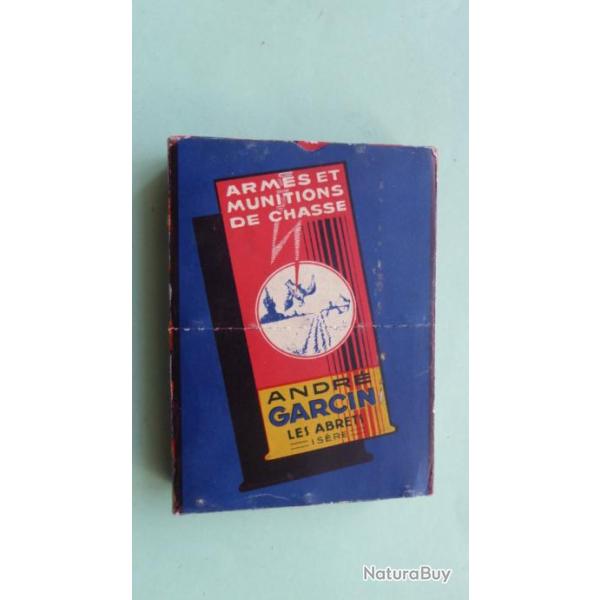 ARMES ET
MUNITIONS
DE CHASSE
ANDRÉ
GARCIN
LES ABRETS
ISÈRE
NaturaBuy